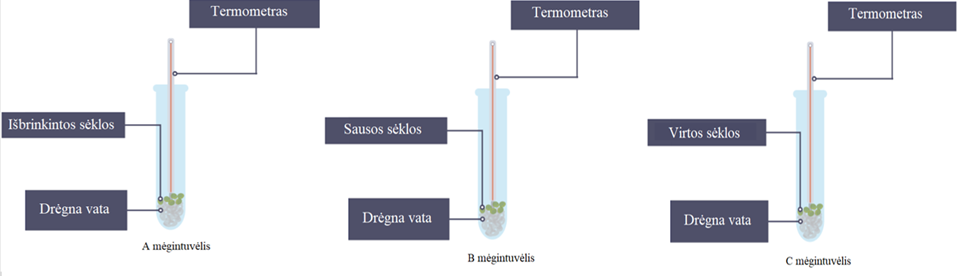 Termometras
Išbrinkintos sėklos
Drėgna vata
A mėgintuvėlis
Termometras
Sausos sėklos
Drėgna vata
B mėgintuvėlis
Termometras
Virtos sėklos
Drėgna vata
C mėgintuvėlis